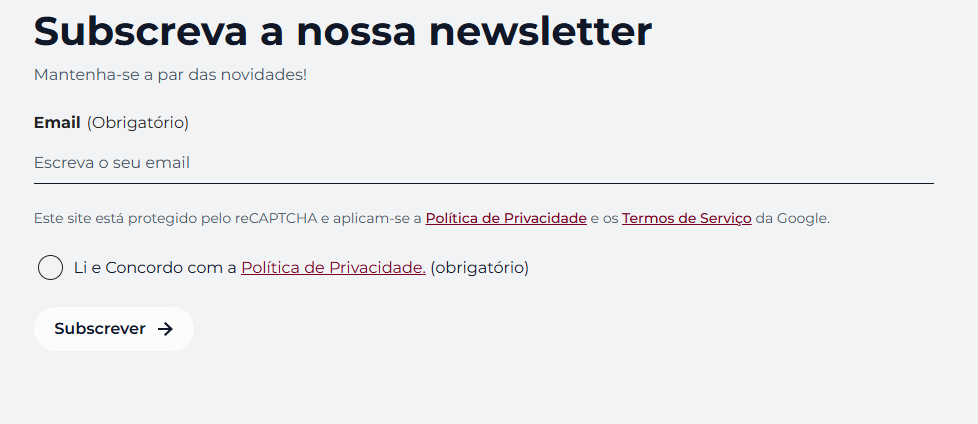 Subscreva a nossa newsletter
Mantenha-se a par das novidades!
Email (Obrigatório)
Escreva o seu email
Este site está protegido pelo reCAPTCHA e aplicam-se a Política de Privacidade e os Termos de Serviço da Google.
Li e Concordo com a Política de Privacidade. (obrigatório)
Subscrever